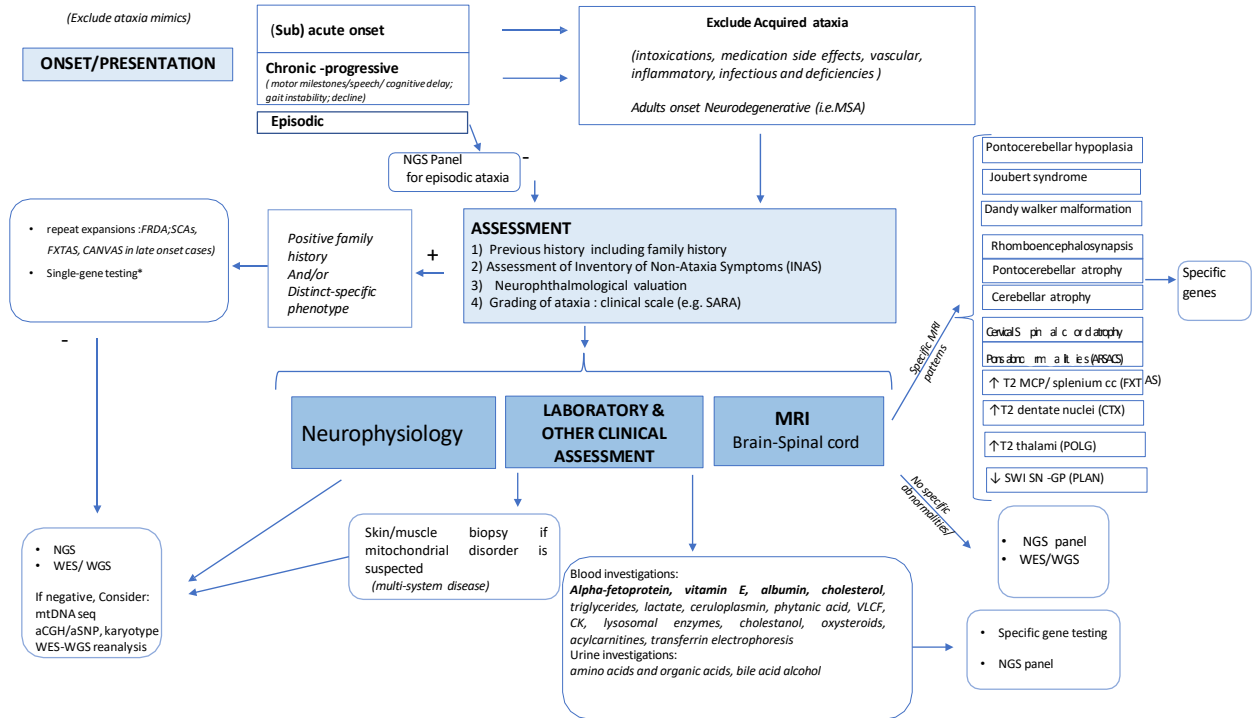 (Exclude ataxia mimics)
ONSET/PRESENTATION
(Sub) acute onset
Chronic -progressive
( motor milestones/speech/ cognitive delay;
gait instability; decline)
Episodic
Exclude Acquired ataxia
(intoxications, medication side effects, vascular,
inflammatory, infectious and deficiencies )
Adults onset Neurodegenerative (i.e.MSA)
NGS Panel
for episodic ataxia
-
ASSESSMENT
1) Previous history including family history
2) Assessment of Inventory of Non-Ataxia Symptoms (INAS)
3) Neurophthalmological valuation
4) Grading of ataxia : clinical scale (e.g. SARA)
+
Positive family
history
And/or
Distinct-specific
phenotype
• repeat expansions :FRDA;SCAs,
FXTAS, CANVAS in late onset cases)
• Single-gene testing*
-
Neurophysiology
LABORATORY &
OTHER CLINICAL
ASSESSMENT
MRI
Brain-Spinal cord
Specific MRI
patterns
Pontocerebellar hypoplasia
Joubert syndrome
Dandy walker malformation
Rhomboencephalosynapsis
Pontocerebellar atrophy
Cerebellar atrophy
Cervical Spinal cord atrophy
Pons abnormalities (ARSACS)
↑ T2 MCP/ splenium cc (FXTAS)
↑T2 dentate nuclei (CTX)
↑T2 thalami (POLG)
↓ SWI SN -GP (PLAN)
Specific
genes
No specific
abnormalities/
• NGS panel
• WES/WGS
• NGS
• WES/ WGS
If negative, Consider:
mtDNA seq
aCGH/aSNP, karyotype
WES-WGS reanalysis
Skin/muscle biopsy if
mitochondrial disorder is
suspected
(multi-system disease)
Blood investigations:
Alpha-fetoprotein, vitamin E, albumin, cholesterol,
triglycerides, lactate, ceruloplasmin, phytanic acid, VLCF,
CK, lysosomal enzymes, cholestanol, oxysteroids,
acylcarnitines, transferrin electrophoresis
Urine investigations:
amino acids and organic acids, bile acid alcohol
• Specific gene testing
• NGS panel